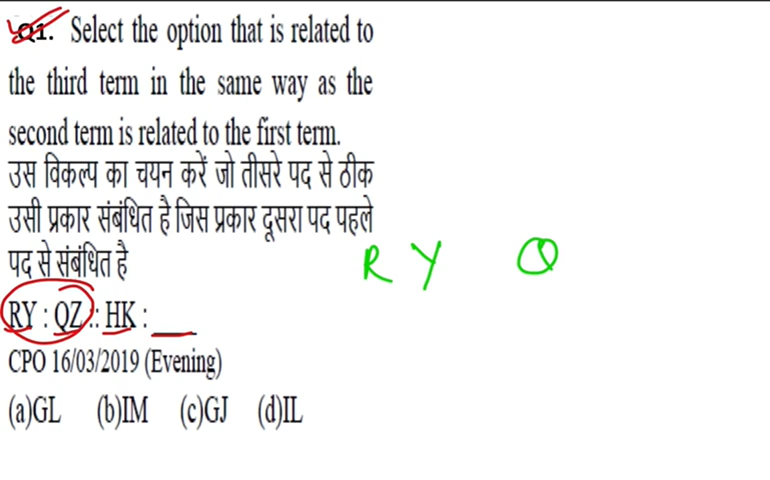 Q1. Select the option that is related to
the third term in the same way as the
second term is related to the first term.
उस विकल्प का चयन करें जो तीसरे पद से ठीक
उसी प्रकार संबंधित है जिस प्रकार दूसरा पद पहले
पद से संबंधित है
R Y Q
RY : QZ :: HK : ____
CPO 16/03/2019 (Evening)
(a)GL (b)IM (c)GJ (d)IL